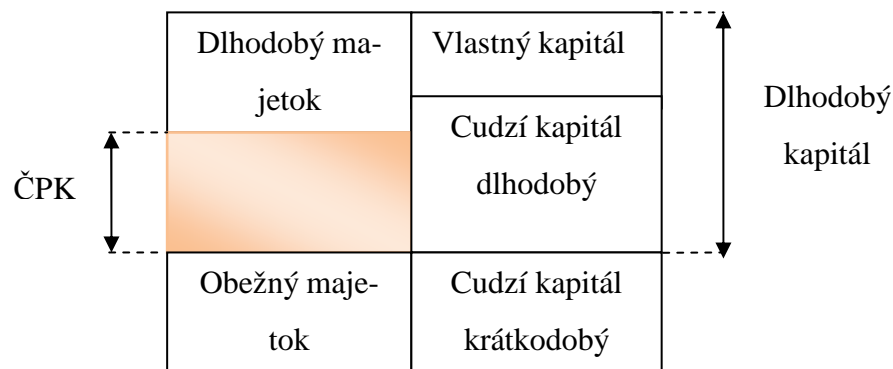 Dlhodobý ma-
jetok
Vlastný kapitál
Cudzí kapitál
dlhodobý
Dlhodobý
kapitál
ČPK
Obežný maje-
tok
Cudzí kapitál
krátkodobý